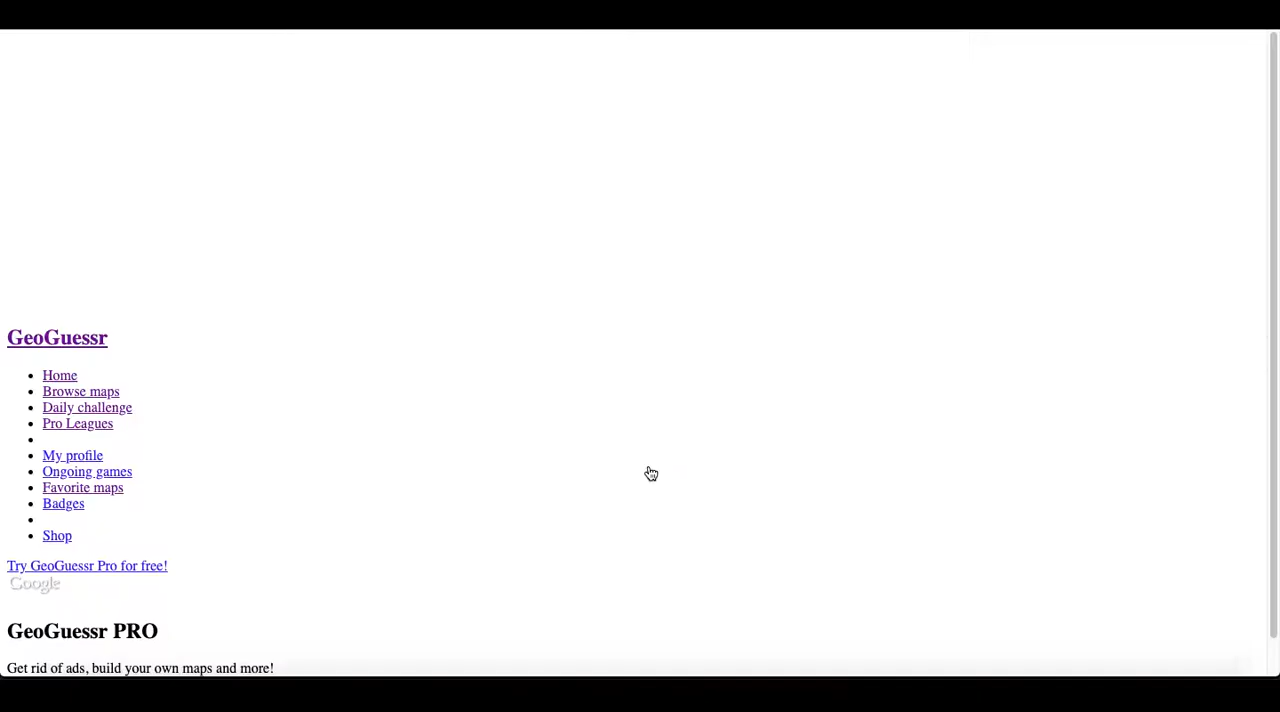 GeoGuessr
Home
Browse maps
Daily challenge
Pro Leagues
My profile
Ongoing games
Favorite maps
Badges
Shop
Try GeoGuessr Pro for free!
Google
GeoGuessr PRO
Get rid of ads, build your own maps and more!